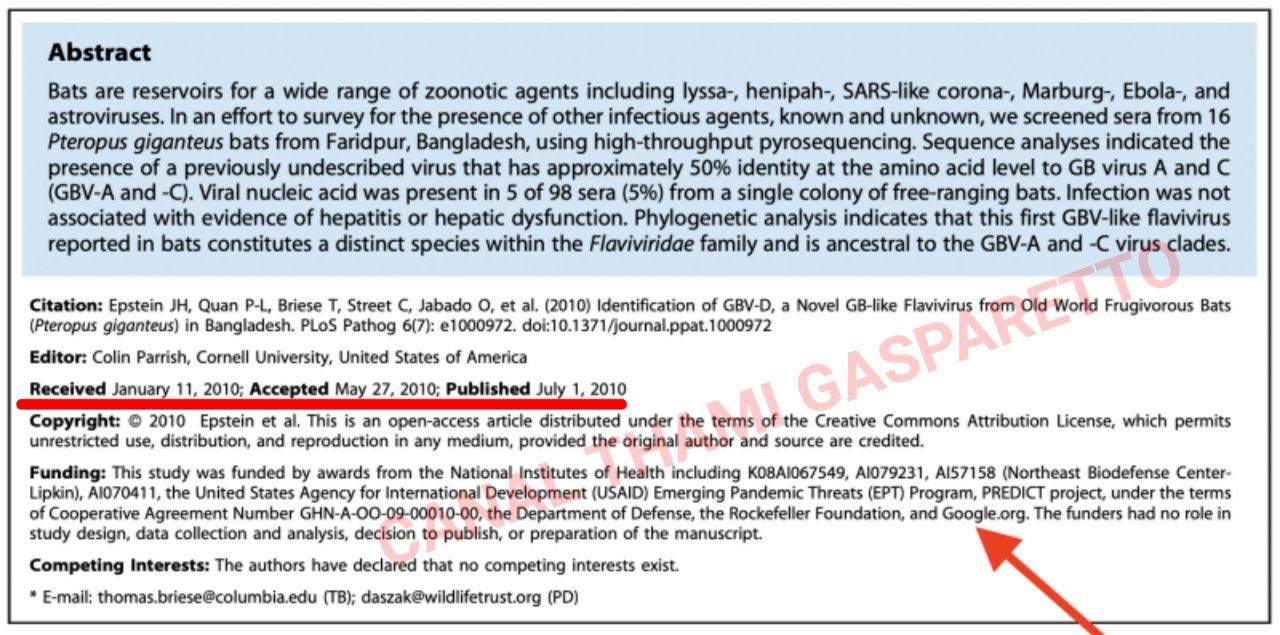 Abstract
Bats are reservoirs for a wide range of zoonotic agents including lyssa-, henipah-, SARS-like corona-, Marburg-, Ebola-, and
astroviruses. In an effort to survey for the presence of other infectious agents, known and unknown, we screened sera from 16
Pteropus giganteus bats from Faridpur, Bangladesh, using high-throughput pyrosequencing. Sequence analyses indicated the
presence of a previously undescribed virus that has approximately 50% identity at the amino acid level to GB virus A and C
(GBV-A and -C). Viral nucleic acid was present in 5 of 98 sera (5%) from a single colony of free-ranging bats. Infection was not
associated with evidence of hepatitis or hepatic dysfunction. Phylogenetic analysis indicates that this first GBV-like flavivirus
reported in bats constitutes a distinct species within the Flaviviridae family and is ancestral to the GBV-A and -C virus clades.
Citation: Epstein JH, Quan P-L, Briese T, Street C, Jabado O, et al. (2010) Identification of GBV-D, a Novel GB-like Flavivirus from Old World Frugivorous Bats
(Pteropus giganteus) in Bangladesh. PLoS Pathog 6(7): e1000972. doi:10.1371/journal.ppat.1000972
Editor: Colin Parrish, Cornell University, United States of America
Received January 11, 2010; Accepted May 27, 2010; Published July 1, 2010
Copyright: © 2010 Epstein et al. This is an open-access article distributed under the terms of the Creative Commons Attribution License, which permits
unrestricted use, distribution, and reproduction in any medium, provided the original author and source are credited.
Funding: This study was funded by awards from the National Institutes of Health including K08AI067549, AI079231, AI57158 (Northeast Biodefense Center-
Lipkin), AI070411, the United States Agency for International Development (USAID) Emerging Pandemic Threats (EPT) Program, PREDICT project, under the terms
of Cooperative Agreement Number GHN-A-OO-09-00010-00, the Department of Defense, the Rockefeller Foundation, and Google.org. The funders had no role in
study design, data collection and analysis, decision to publish, or preparation of the manuscript.
Competing Interests: The authors have declared that no competing interests exist.
* E-mail: thomas.briese@columbia.edu (TB); daszak@wildlifetrust.org (PD)
CANAL THAMI GASPARETTO